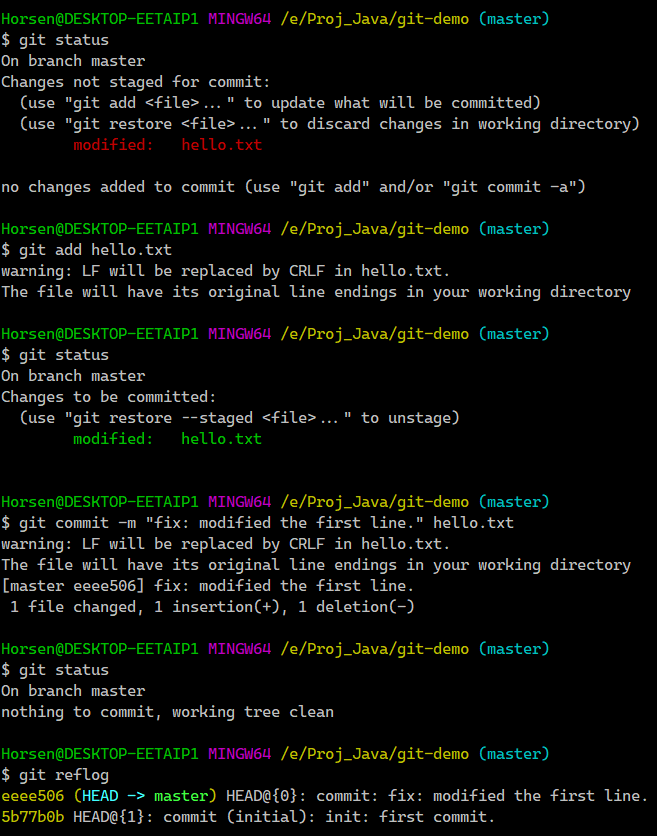 Horsen@DESKTOP-EETAIP1 MINGW64 /e/Proj_Java/git-demo (master)
$ git status
On branch master
Changes not staged for commit:
  (use "git add <file>..." to update what will be committed)
  (use "git restore <file>..." to discard changes in working directory)
        modified:   hello.txt

no changes added to commit (use "git add" and/or "git commit -a")

Horsen@DESKTOP-EETAIP1 MINGW64 /e/Proj_Java/git-demo (master)
$ git add hello.txt
warning: LF will be replaced by CRLF in hello.txt.
The file will have its original line endings in your working directory

Horsen@DESKTOP-EETAIP1 MINGW64 /e/Proj_Java/git-demo (master)
$ git status
On branch master
Changes to be committed:
  (use "git restore --staged <file>..." to unstage)
        modified:   hello.txt


Horsen@DESKTOP-EETAIP1 MINGW64 /e/Proj_Java/git-demo (master)
$ git commit -m "fix: modified the first line." hello.txt
warning: LF will be replaced by CRLF in hello.txt.
The file will have its original line endings in your working directory
[master eeee506] fix: modified the first line.
 1 file changed, 1 insertion(+), 1 deletion(-)

Horsen@DESKTOP-EETAIP1 MINGW64 /e/Proj_Java/git-demo (master)
$ git status
On branch master
nothing to commit, working tree clean

Horsen@DESKTOP-EETAIP1 MINGW64 /e/Proj_Java/git-demo (master)
$ git reflog
eeee506 (HEAD -> master) HEAD@{0}: commit: fix: modified the first line.
5b77b0b HEAD@{1}: commit (initial): init: first commit.